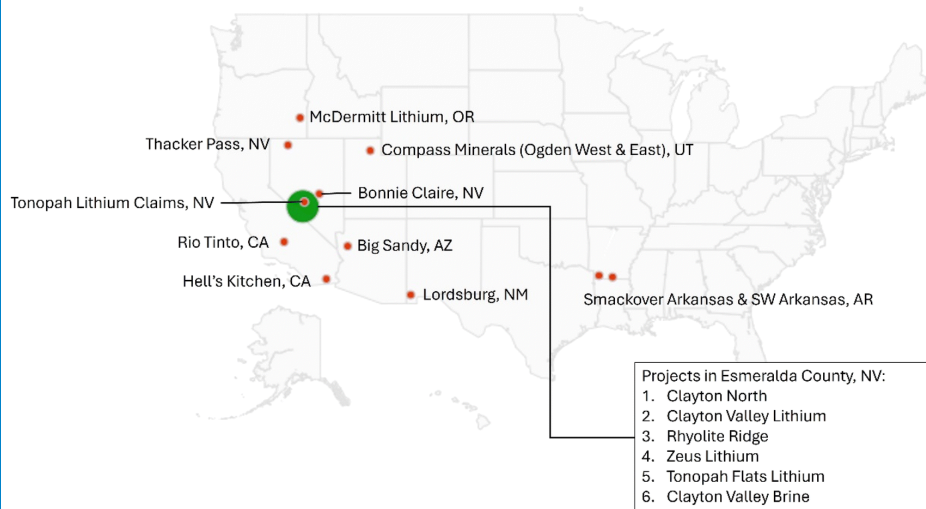 McDermitt Lithium, OR
Thacker Pass, NV
Compass Minerals (Ogden West & East), UT
Bonnie Claire, NV
Tonopah Lithium Claims, NV
Rio Tinto, CA
Big Sandy, AZ
Hell’s Kitchen, CA
Lordsburg, NM
Smackover Arkansas & SW Arkansas, AR
Projects in Esmeralda County, NV:
1. Clayton North
2. Clayton Valley Lithium
3. Rhyolite Ridge
4. Zeus Lithium
5. Tonopah Flats Lithium
6. Clayton Valley Brine